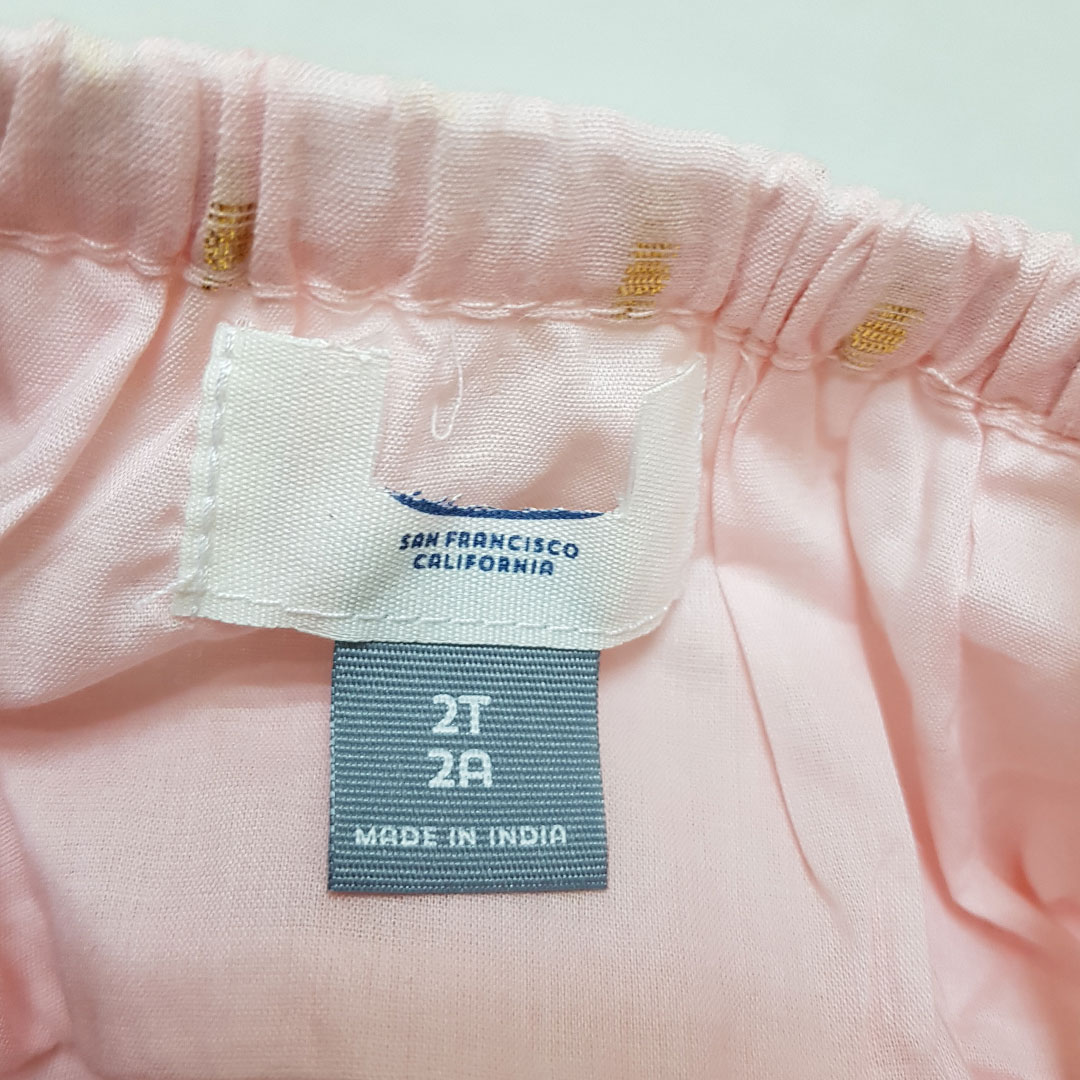 SAN FRANCISCO
CALIFORNIA
2T
2A
MADE IN INDIA